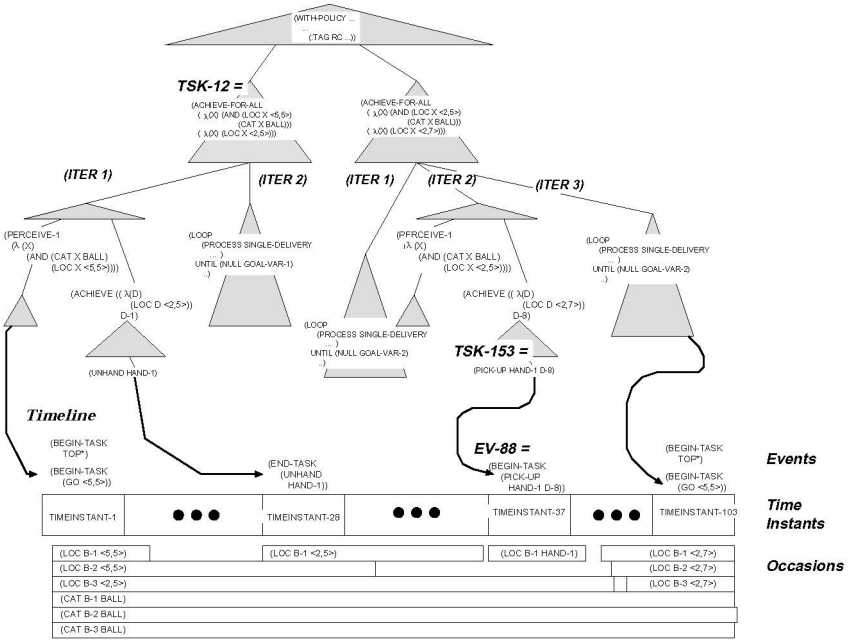 (WITH-POLICY ...
...
(:TAG RC ...))
TSK-12 =
(ACHIEVE-FOR-ALL
( λ(X) (AND (LOC X <5,5>)
(CAT X BALL)))
( λ(X) (LOC X <2,5>)))
(ACHIEVE-FOR-ALL
( λ(X) (AND (LOC X <2,5>)
(CAT X BALL)))
( λ(X) (LOC X <2,7>)))
(ITER 1)
(ITER 2)
(ITER 1)
(ITER 2)
(ITER 3)
(PERCEIVE-1
(λ (X)
(AND (CAT X BALL)
(LOC X <5,5>))))
(ACHIEVE (( λ(D)
(LOC D <2,5>))
D-1)
(UNHAND HAND-1)
(LOOP
(PROCESS SINGLE-DELIVERY
... )
UNTIL (NULL GOAL-VAR-1)
..)
(LOOP
(PROCESS SINGLE-DELIVERY
... )
UNTIL (NULL GOAL-VAR-2)
..)
(PERCEIVE-1
(λ (X)
(AND (CAT X BALL)
(LOC X <2,5>))))
(ACHIEVE (( λ(D)
(LOC D <2,7>))
D-8)
TSK-153 =
(PICK-UP HAND-1 D-8)
(LOOP
(PROCESS SINGLE-DELIVERY
... )
UNTIL (NULL GOAL-VAR-2)
..)
Timeline
(BEGIN-TASK
TOP*)
(BEGIN-TASK
(GO <5,5>))
(END-TASK
(UNHAND
HAND-1))
EV-88 =
(BEGIN-TASK
(PICK-UP
HAND-1 D-8))
(BEGIN-TASK
TOP*)
(BEGIN-TASK
(GO <5,5>))
Events
TIMEINSTANT-1
TIMEINSTANT-28
TIMEINSTANT-37
TIMEINSTANT-103
Time
Instants
(LOC B-1 <5,5>)
(LOC B-1 <2,5>)
(LOC B-1 HAND-1)
(LOC B-1 <2,7>)
(LOC B-2 <5,5>)
(LOC B-2 <2,7>)
Occasions
(LOC B-3 <2,5>)
(LOC B-3 <2,7>)
(CAT B-1 BALL)
(CAT B-2 BALL)
(CAT B-3 BALL)